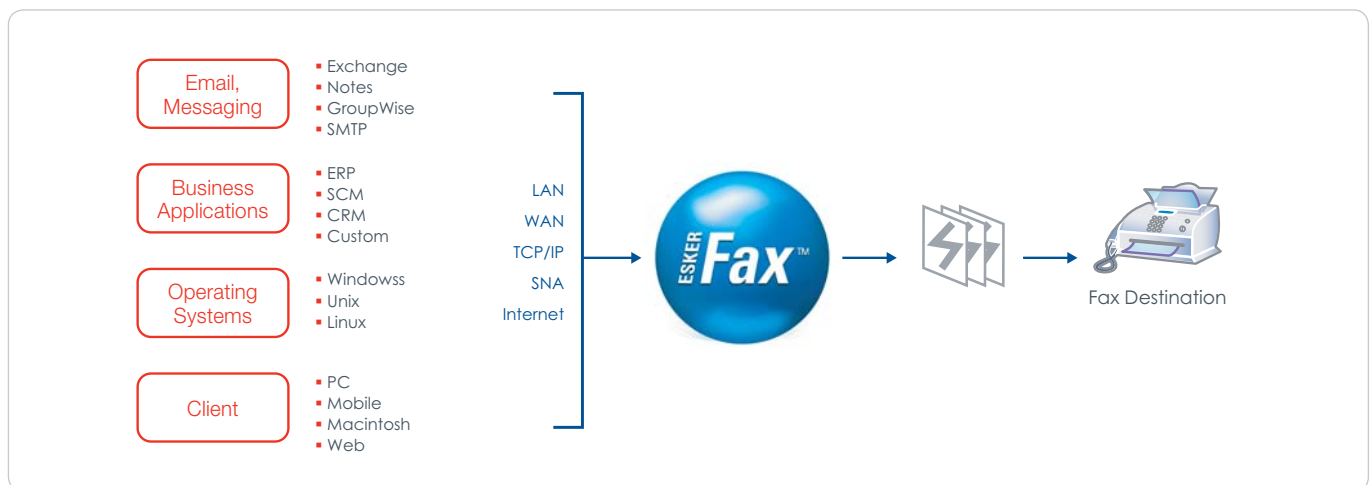 Email,
Messaging
▪ Exchange
▪ Notes
▪ GroupWise
▪ SMTP
Business
Applications
▪ ERP
▪ SCM
▪ CRM
▪ Custom
Operating
Systems
▪ Windowss
▪ Unix
▪ Linux
Client
▪ PC
▪ Mobile
▪ Macintosh
▪ Web
LAN
WAN
TCP/IP
SNA
Internet
ESKER
Fax™
Fax Destination